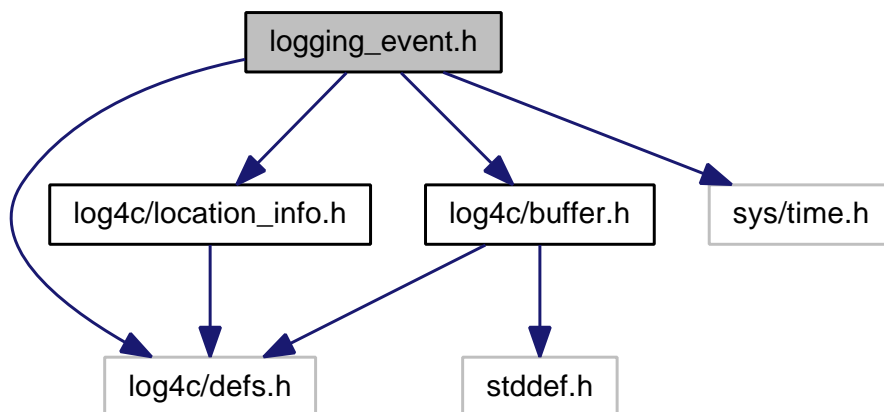 logging_event.h
log4c/location_info.h
log4c/buffer.h
sys/time.h
log4c/defs.h
stddef.h